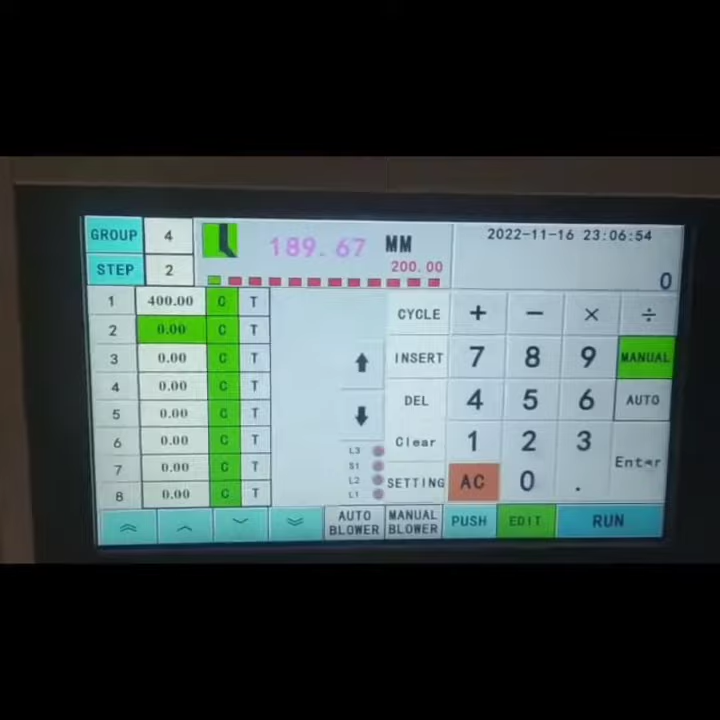 GROUP 4 189.67 MM 2022-11-16 23:06:54
STEP 2 200.00 0
1 400.00 C T CYCLE + − × ÷
2 0.00 C T
3 0.00 C T INSERT 7 8 9 MANUAL
4 0.00 C T DEL 4 5 6 AUTO
5 0.00 C T
6 0.00 C T Clear 1 2 3 Enter
7 0.00 C T
8 0.00 C T SETTING AC 0 .
L3
S1
L2
L1
AUTO BLOWER MANUAL BLOWER PUSH EDIT RUN